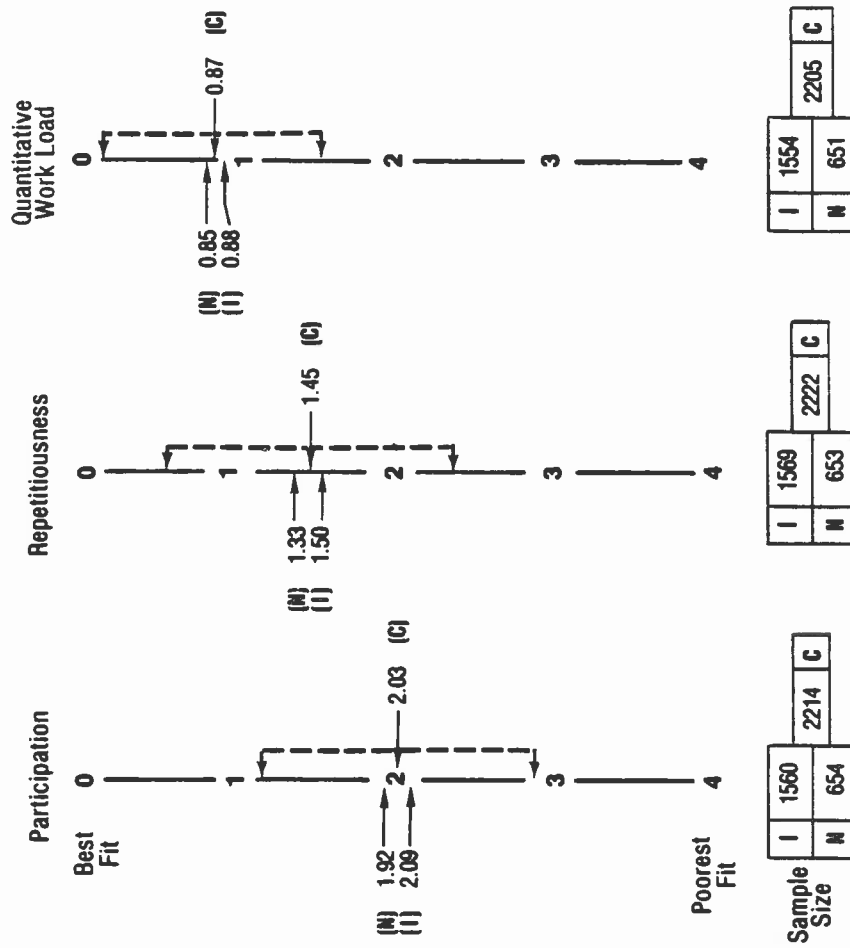 Participation
Best
Fit
0
1
2
3
4
(N) 1.92
(I) 2.09
2.03 (C)
Poorest
Fit
Sample
Size
I 1560
N 654
2214 C
Repetitiousness
0
1
2
3
4
(N) 1.33
(I) 1.50
1.45 (C)
I 1569
N 653
2222 C
Quantitative
Work Load
0
1
2
3
4
(N) 0.85
(I) 0.88
0.87 (C)
I 1554
N 651
2205 C